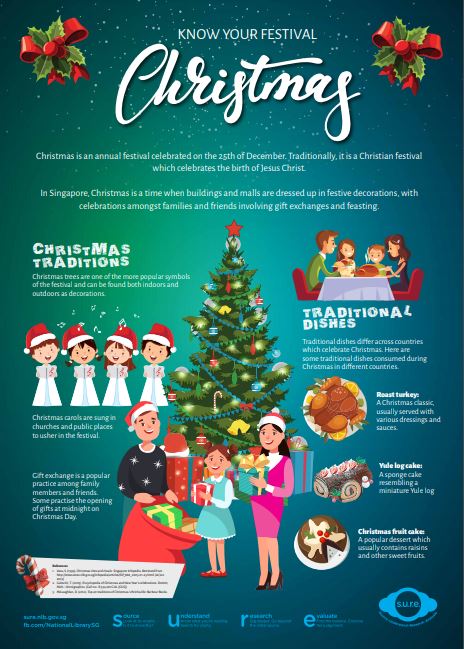 KNOW YOUR FESTIVAL
Christmas
Christmas is an annual festival celebrated on the 25th of December. Traditionally, it is a Christian festival
which celebrates the birth of Jesus Christ.
In Singapore, Christmas is a time when buildings and malls are dressed up in festive decorations, with
celebrations amongst families and friends involving gift exchanges and feasting.
CHRISTMAS
TRADITIONS
Christmas trees are one of the more popular symbols
of the festival and can be found both indoors and
outdoors as decorations.
Christmas carols are sung in
churches and public places
to usher in the festival.
Gift exchange is a popular
practice among family
members and friends.
Some practise the opening
of gifts at midnight on
Christmas Day.
TRADITIONAL
DISHES
Traditional dishes differ across countries
which celebrate Christmas. Here are
some traditional dishes consumed during
Christmas in different countries.
Roast turkey:
A Christmas classic,
usually served with
various dressings and
sauces.
Yule log cake:
A sponge cake
resembling a
miniature Yule log
Christmas fruit cake:
A popular dessert which
usually contains raisins
and other sweet fruits.
References
sure.nlb.gov.sg
fb.com/NationalLibrarySG
source
understand
research
evaluate
s.u.r.e.